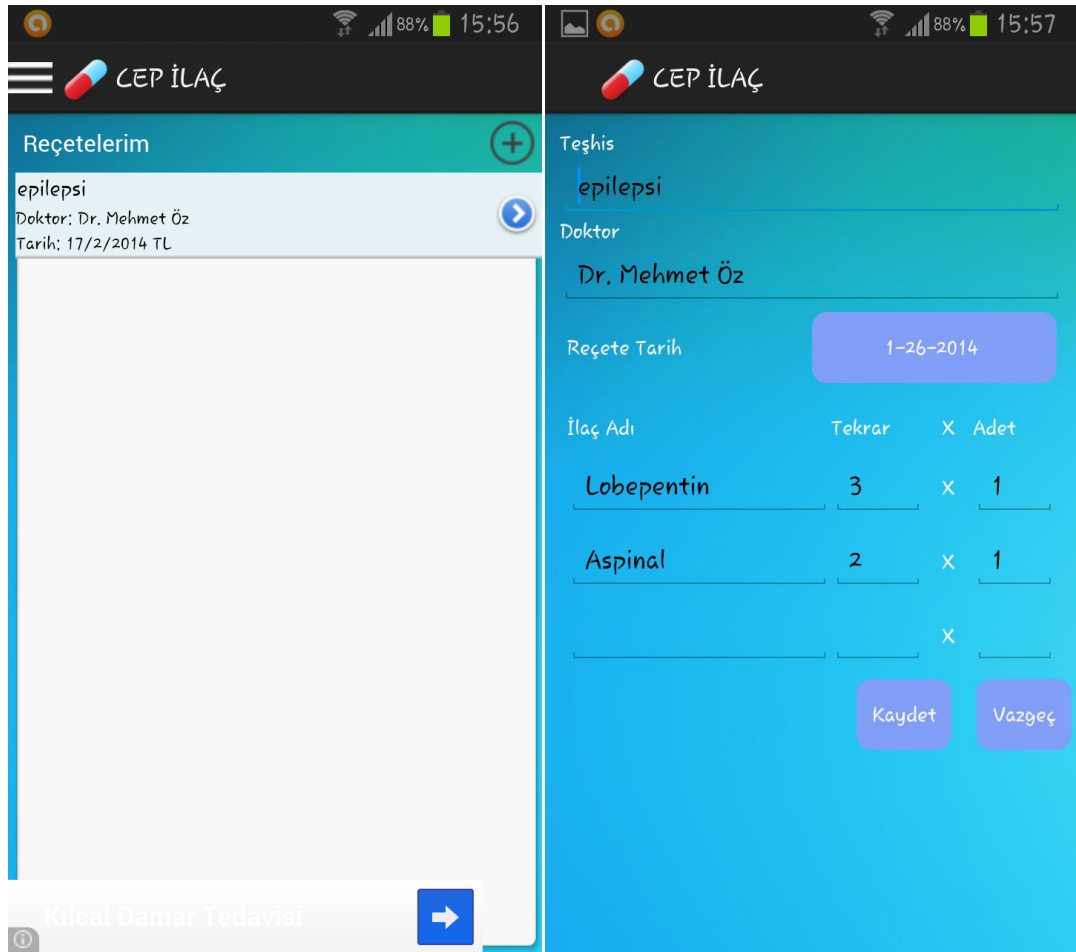 88% 15:56
CEP İLAÇ
Reçetelerim
epilepsi
Doktor: Dr. Mehmet Öz
Tarih: 17/2/2014 TL
Kılcal Damar Tedavisi
88% 15:57
CEP İLAÇ
Teşhis
epilepsi
Doktor
Dr. Mehmet Öz
Reçete Tarih 1-26-2014
İlaç Adı Tekrar X Adet
Lobepentin 3 x 1
Aspinal 2 x 1
x
Kaydet Vazgeç